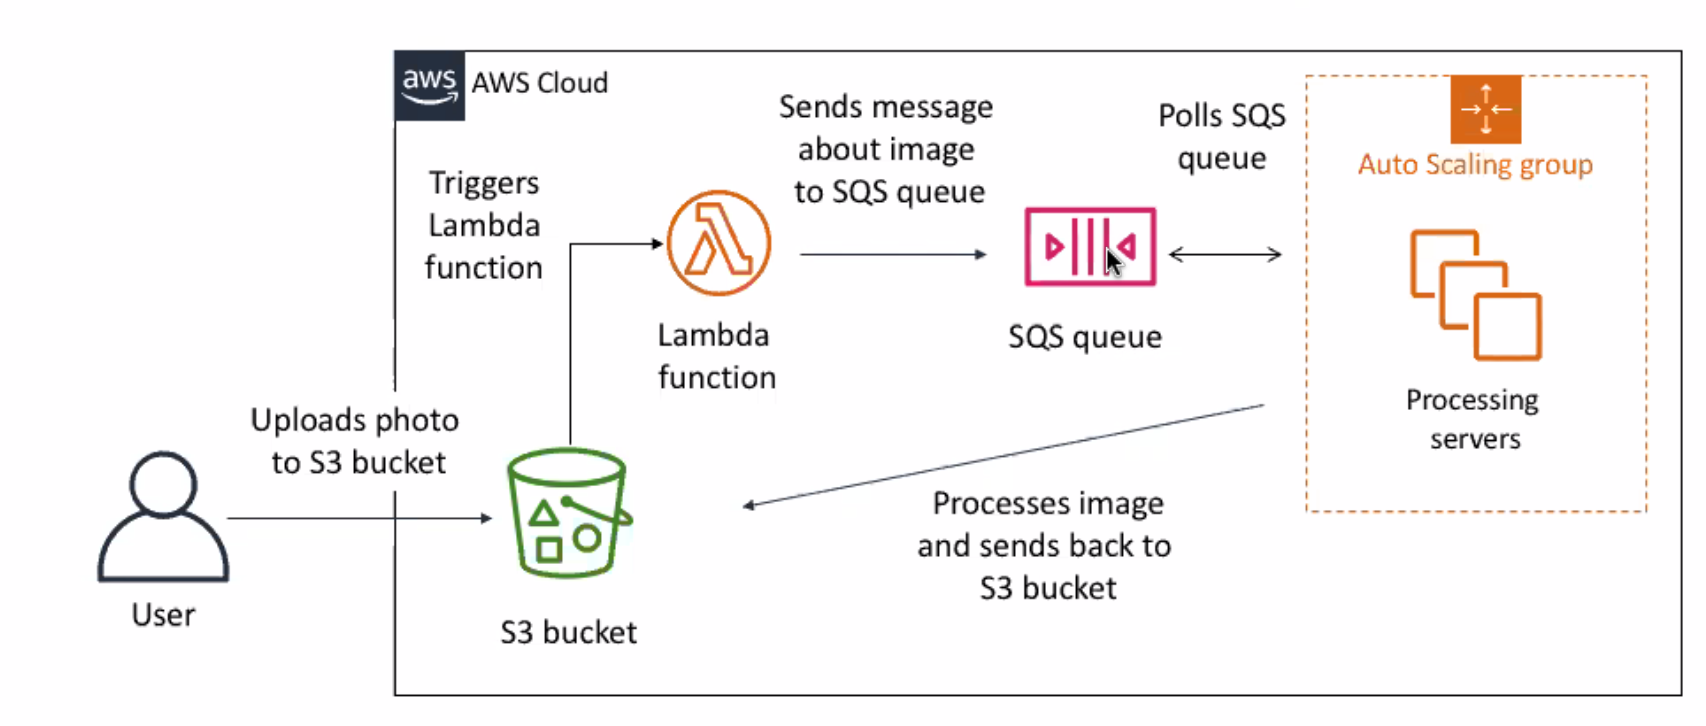 aws
AWS Cloud
Triggers
Lambda
function
Sends message
about image
to SQS queue
Polls SQS
queue
Auto Scaling group
Lambda
function
SQS queue
Processing
servers
Uploads photo
to S3 bucket
User
S3 bucket
Processes image
and sends back to
S3 bucket